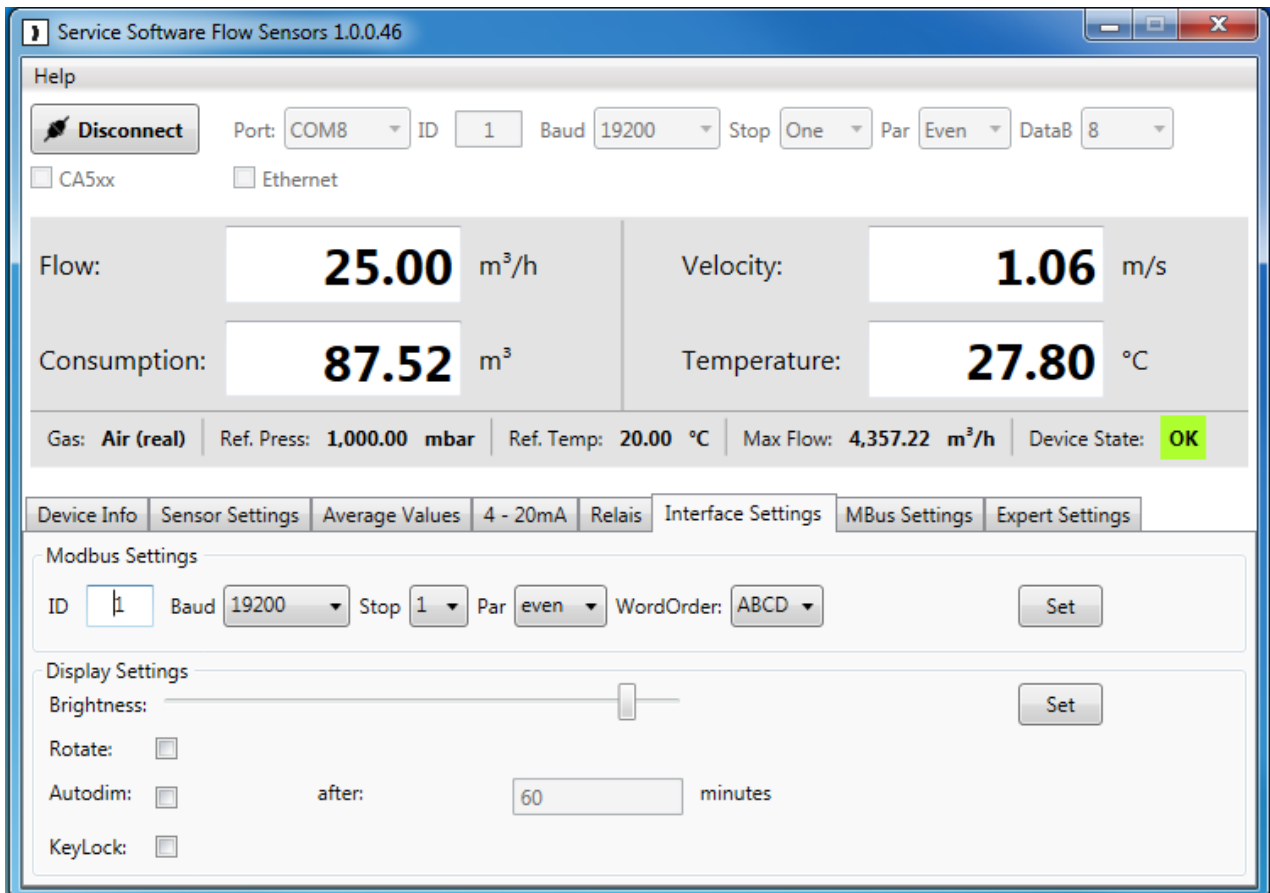 Service Software Flow Sensors 1.0.0.46
Help
Disconnect Port: COM8 ID 1 Baud 19200 Stop One Par Even DataB 8
CA5xx Ethernet
Flow: 25.00 m³/h Velocity: 1.06 m/s
Consumption: 87.52 m³ Temperature: 27.80 °C
Gas: Air (real) Ref. Press: 1,000.00 mbar Ref. Temp: 20.00 °C Max Flow: 4,357.22 m³/h Device State: OK
Device Info Sensor Settings Average Values 4 - 20mA Relais Interface Settings MBus Settings Expert Settings
Modbus Settings
ID 1 Baud 19200 Stop 1 Par even WordOrder: ABCD Set
Display Settings
Brightness: Set
Rotate:
Autodim: after: 60 minutes
KeyLock: